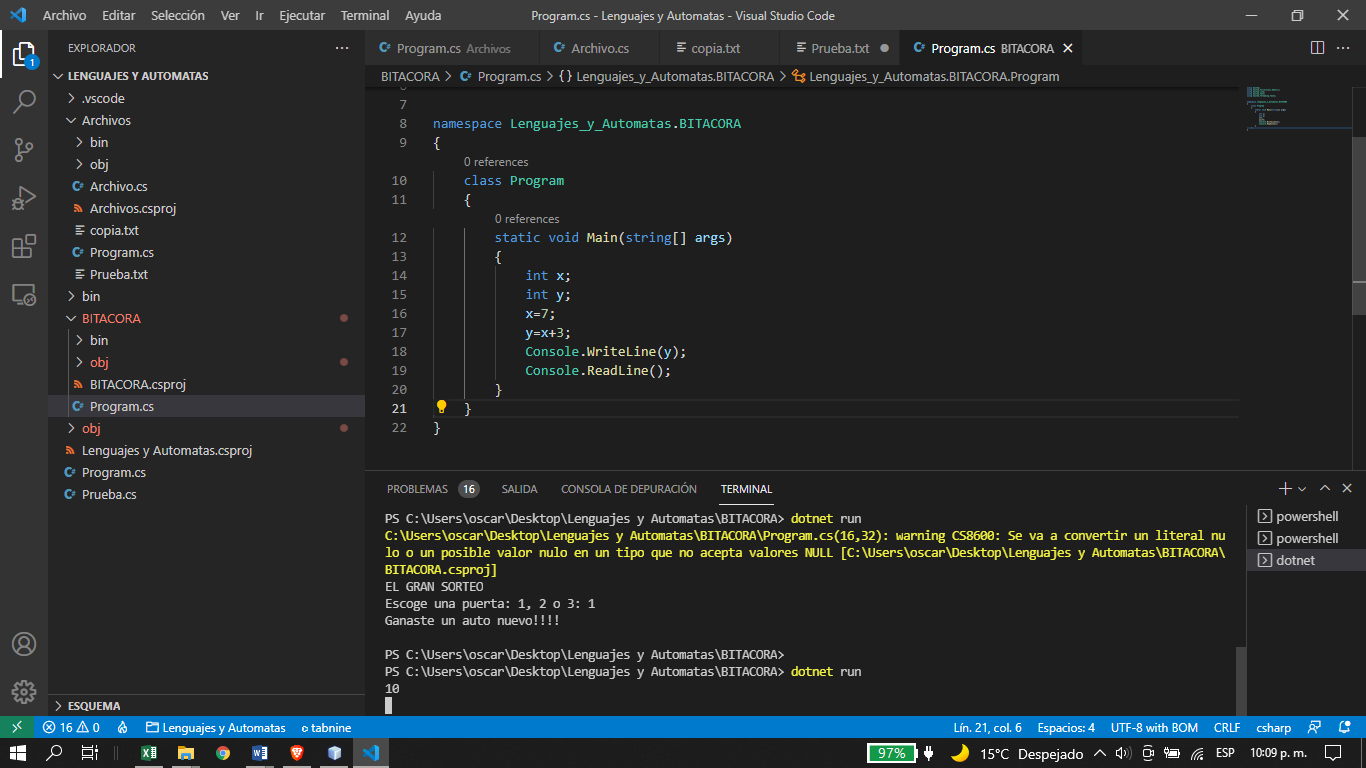 Archivo Editar Selección Ver Ir Ejecutar Terminal Ayuda Program.cs - Lenguajes y Automatas - Visual Studio Code
EXPLORADOR
Program.cs Archivos Archivo.cs copia.txt Prueba.txt Program.cs BITACORA
BITACORA > Program.cs > {} Lenguajes_y_Automatas.BITACORA > Lenguajes_y_Automatas.BITACORA.Program
1
LENGUAJES Y AUTOMATAS
.vscode
Archivos
bin
obj
Archivo.cs
Archivos.csproj
copia.txt
Program.cs
Prueba.txt
bin
BITACORA
bin
obj
BITACORA.csproj
Program.cs
obj
Lenguajes y Automatas.csproj
Program.cs
Prueba.cs
ESQUEMA
7
8 namespace Lenguajes_y_Automatas.BITACORA
9 {
0 references
10 class Program
11 {
0 references
12 static void Main(string[] args)
13 {
14 int x;
15 int y;
16 x=7;
17 y=x+3;
18 Console.WriteLine(y);
19 Console.ReadLine();
20 }
21 }
22 }
PROBLEMAS 16 SALIDA CONSOLA DE DEPURACIÓN TERMINAL
PS C:\Users\oscar\Desktop\Lenguajes y Automatas\BITACORA> dotnet run
C:\Users\oscar\Desktop\Lenguajes y Automatas\BITACORA\Program.cs(16,32): warning CS8600: Se va a convertir un literal nu
lo o un posible valor nulo en un tipo que no acepta valores NULL [C:\Users\oscar\Desktop\Lenguajes y Automatas\BITACORA\
BITACORA.csproj]
EL GRAN SORTEO
Escoge una puerta: 1, 2 o 3: 1
Ganaste un auto nuevo!!!!
PS C:\Users\oscar\Desktop\Lenguajes y Automatas\BITACORA>
PS C:\Users\oscar\Desktop\Lenguajes y Automatas\BITACORA> dotnet run
10
powershell
powershell
dotnet
16 0 Lenguajes y Automatas tabnine Lín. 21, col. 6 Espacios: 4 UTF-8 with BOM CRLF csharp
97% 15°C Despejado ESP 10:09 p. m.